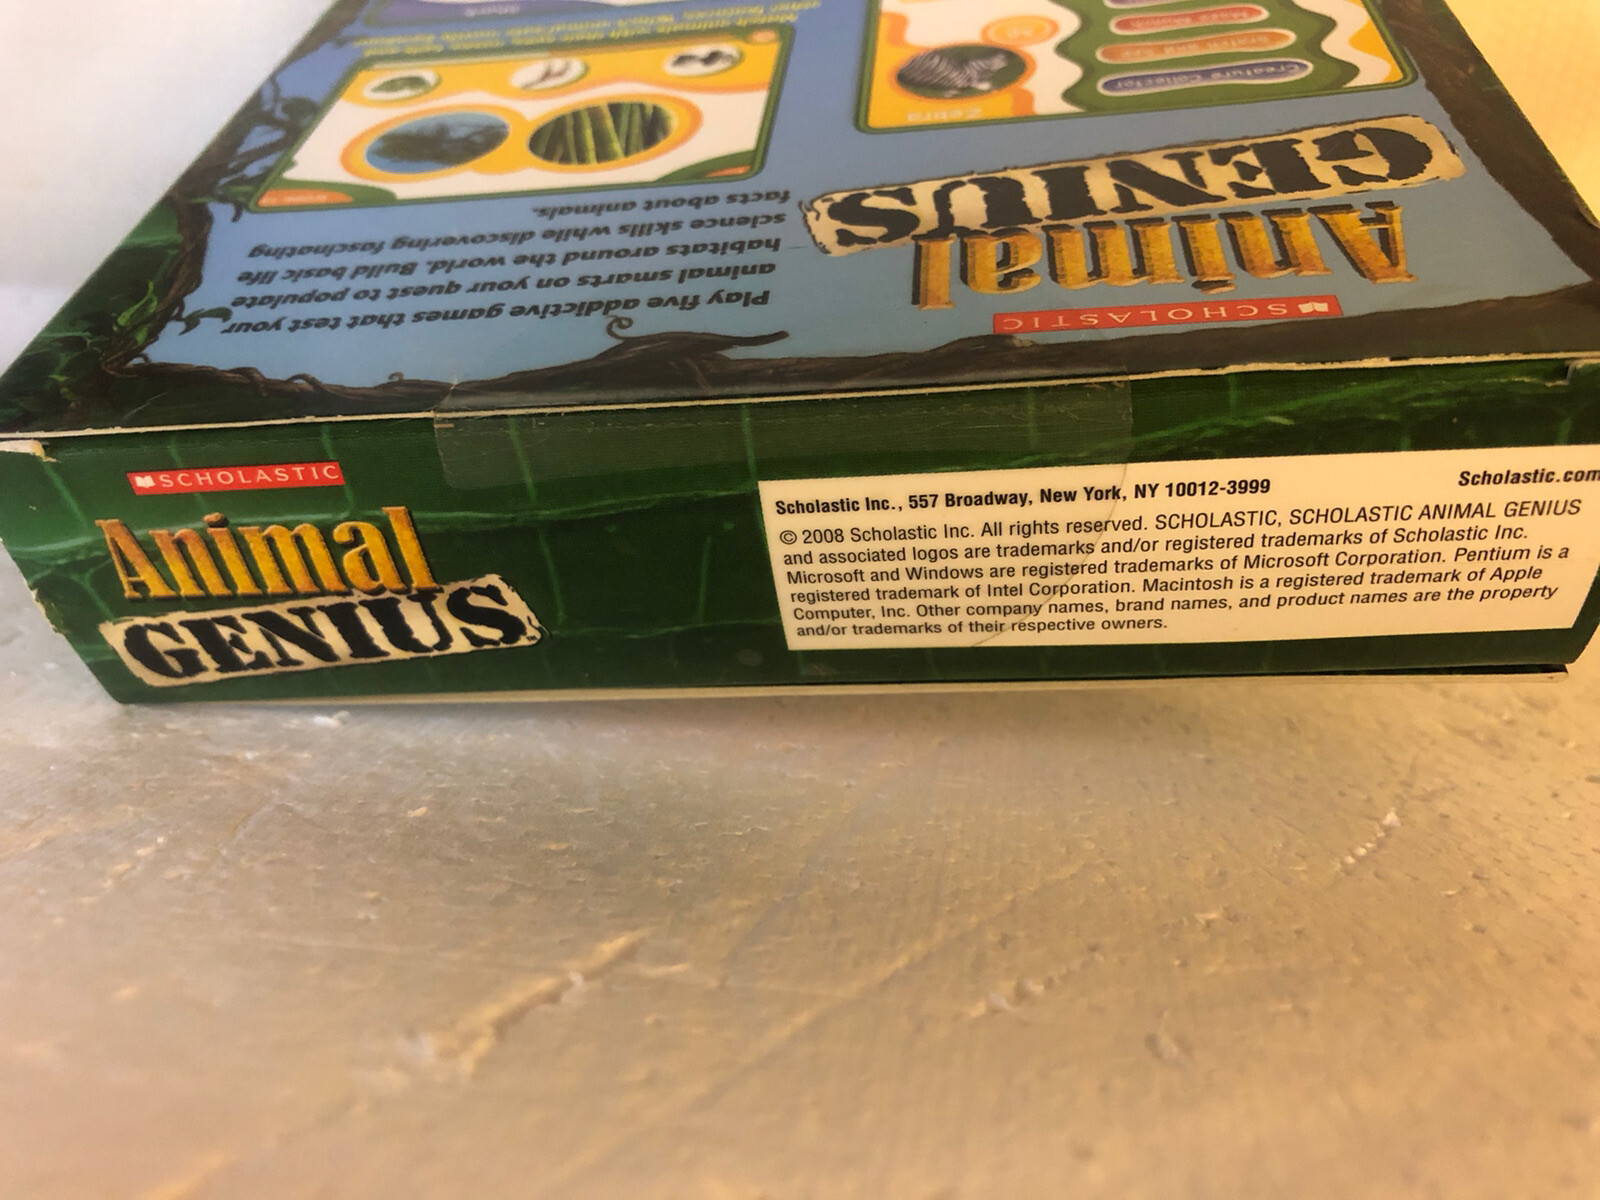 SCHOLASTIC
Animal
GENIUS
Play five addictive games that test your
animal smarts on your quest to populate
habitats around the world. Build basic life
science skills while discovering fascinating
facts about animals.
Zebra
Creature Collector
SCHOLASTIC
Animal
GENIUS
Scholastic Inc., 557 Broadway, New York, NY 10012-3999
Scholastic.com
© 2008 Scholastic Inc. All rights reserved. SCHOLASTIC, SCHOLASTIC ANIMAL GENIUS
and associated logos are trademarks and/or registered trademarks of Scholastic Inc.
Microsoft and Windows are registered trademarks of Microsoft Corporation. Pentium is a
registered trademark of Intel Corporation. Macintosh is a registered trademark of Apple
Computer, Inc. Other company names, brand names, and product names are the property
and/or trademarks of their respective owners.